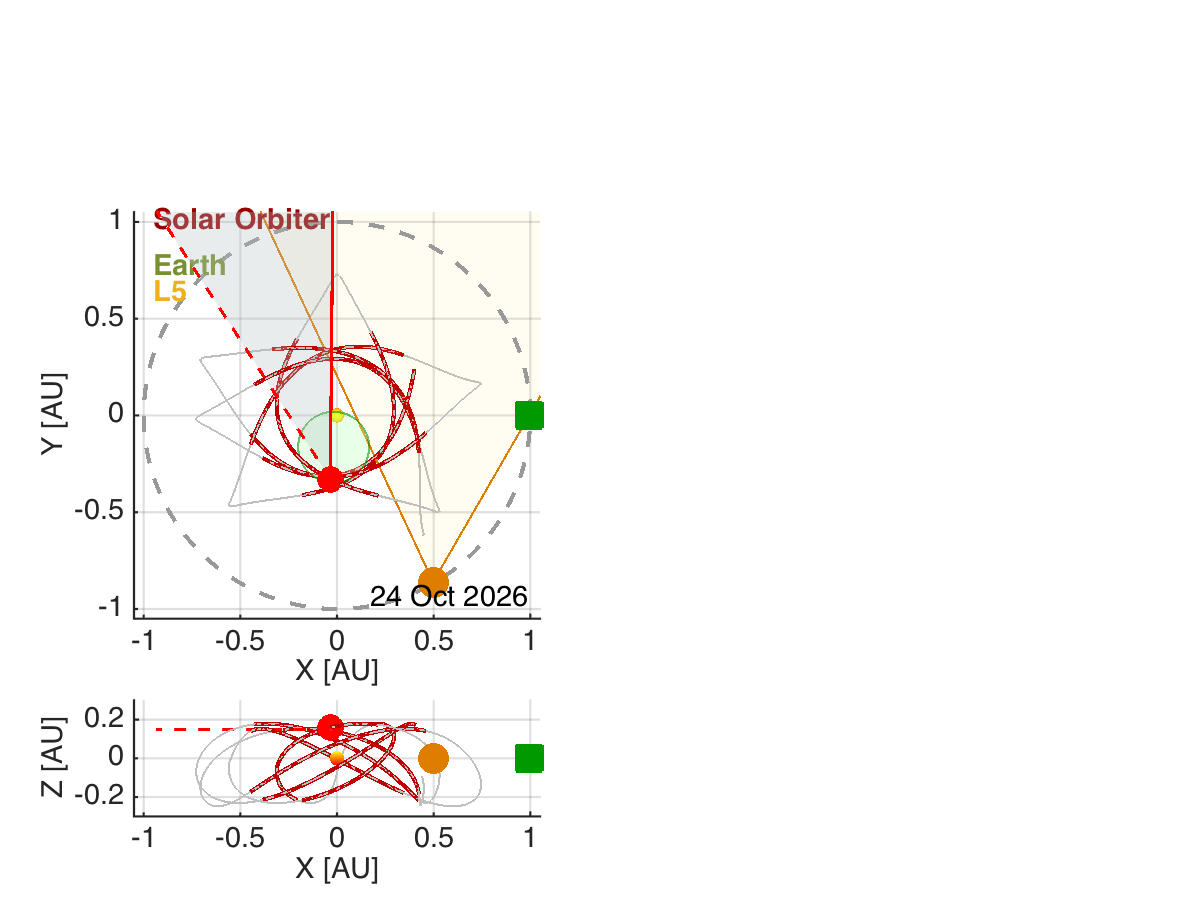 1
Solar Orbiter
Earth
L5
0.5
0
-0.5
-1
Y [AU]
24 Oct 2026
-1 -0.5 0 0.5 1
X [AU]
0.2
0
-0.2
Z [AU]
-1 -0.5 0 0.5 1
X [AU]